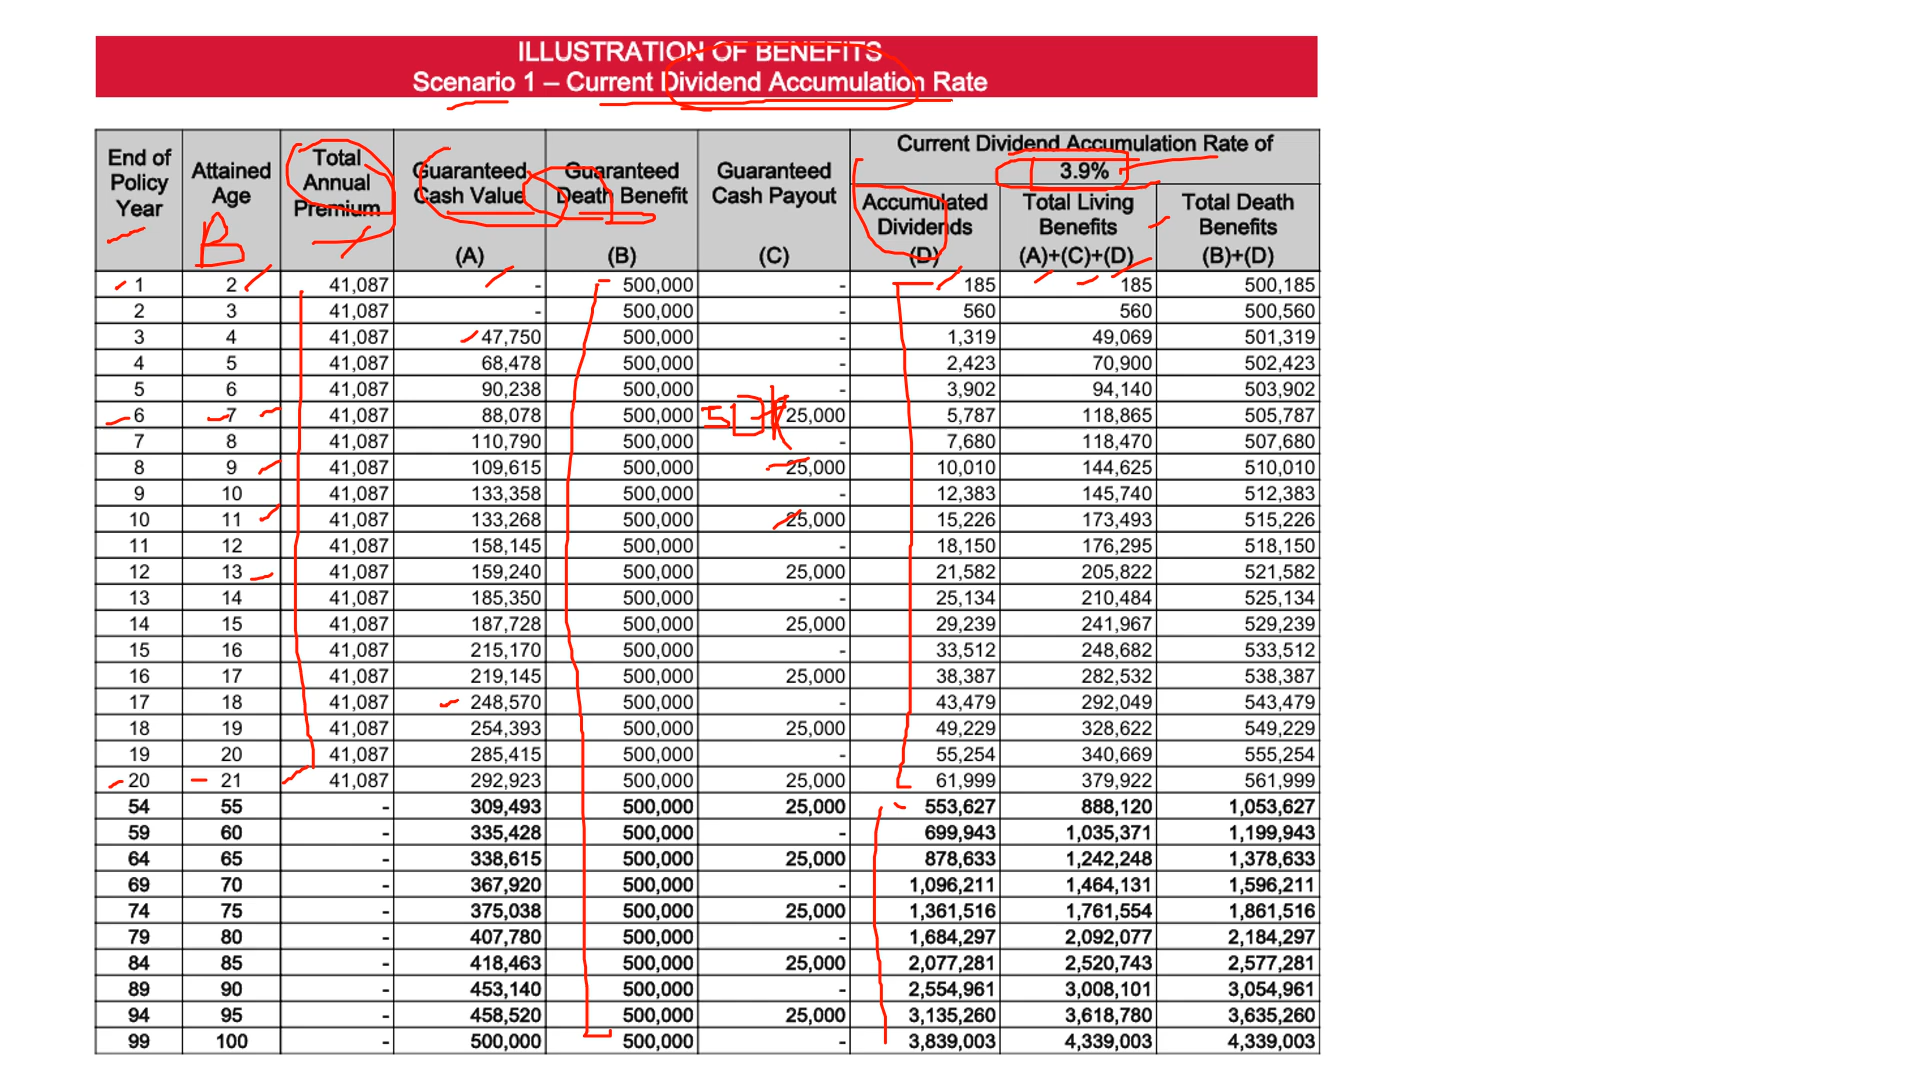 ILLUSTRATION OF BENEFITS
Scenario 1 – Current Dividend Accumulation Rate
End of Policy Year Attained Age Total Annual Premium Guaranteed Cash Value (A) Guaranteed Death Benefit (B) Guaranteed Cash Payout (C) Current Dividend Accumulation Rate of 3.9%
Accumulated Dividends (D) Total Living Benefits (A)+(C)+(D) Total Death Benefits (B)+(D)
B
1 2 41,087 - 500,000 - 185 185 500,185
2 3 41,087 - 500,000 - 560 560 500,560
3 4 41,087 47,750 500,000 - 1,319 49,069 501,319
4 5 41,087 68,478 500,000 - 2,423 70,900 502,423
5 6 41,087 90,238 500,000 - 3,902 94,140 503,902
6 7 41,087 88,078 500,000 25,000 5,787 118,865 505,787
7 8 41,087 110,790 500,000 - 7,680 118,470 507,680
8 9 41,087 109,615 500,000 25,000 10,010 144,625 510,010
9 10 41,087 133,358 500,000 - 12,383 145,740 512,383
10 11 41,087 133,268 500,000 25,000 15,226 173,493 515,226
11 12 41,087 158,145 500,000 - 18,150 176,295 518,150
12 13 41,087 159,240 500,000 25,000 21,582 205,822 521,582
13 14 41,087 185,350 500,000 - 25,134 210,484 525,134
14 15 41,087 187,728 500,000 25,000 29,239 241,967 529,239
15 16 41,087 215,170 500,000 - 33,512 248,682 533,512
16 17 41,087 219,145 500,000 25,000 38,387 282,532 538,387
17 18 41,087 248,570 500,000 - 43,479 292,049 543,479
18 19 41,087 254,393 500,000 25,000 49,229 328,622 549,229
19 20 41,087 285,415 500,000 - 55,254 340,669 555,254
20 21 41,087 292,923 500,000 25,000 61,999 379,922 561,999
54 55 - 309,493 500,000 25,000 553,627 888,120 1,053,627
59 60 - 335,428 500,000 - 699,943 1,035,371 1,199,943
64 65 - 338,615 500,000 25,000 878,633 1,242,248 1,378,633
69 70 - 367,920 500,000 - 1,096,211 1,464,131 1,596,211
74 75 - 375,038 500,000 25,000 1,361,516 1,761,554 1,861,516
79 80 - 407,780 500,000 - 1,684,297 2,092,077 2,184,297
84 85 - 418,463 500,000 25,000 2,077,281 2,520,743 2,577,281
89 90 - 453,140 500,000 - 2,554,961 3,008,101 3,054,961
94 95 - 458,520 500,000 25,000 3,135,260 3,618,780 3,635,260
99 100 - 500,000 500,000 - 3,839,003 4,339,003 4,339,003